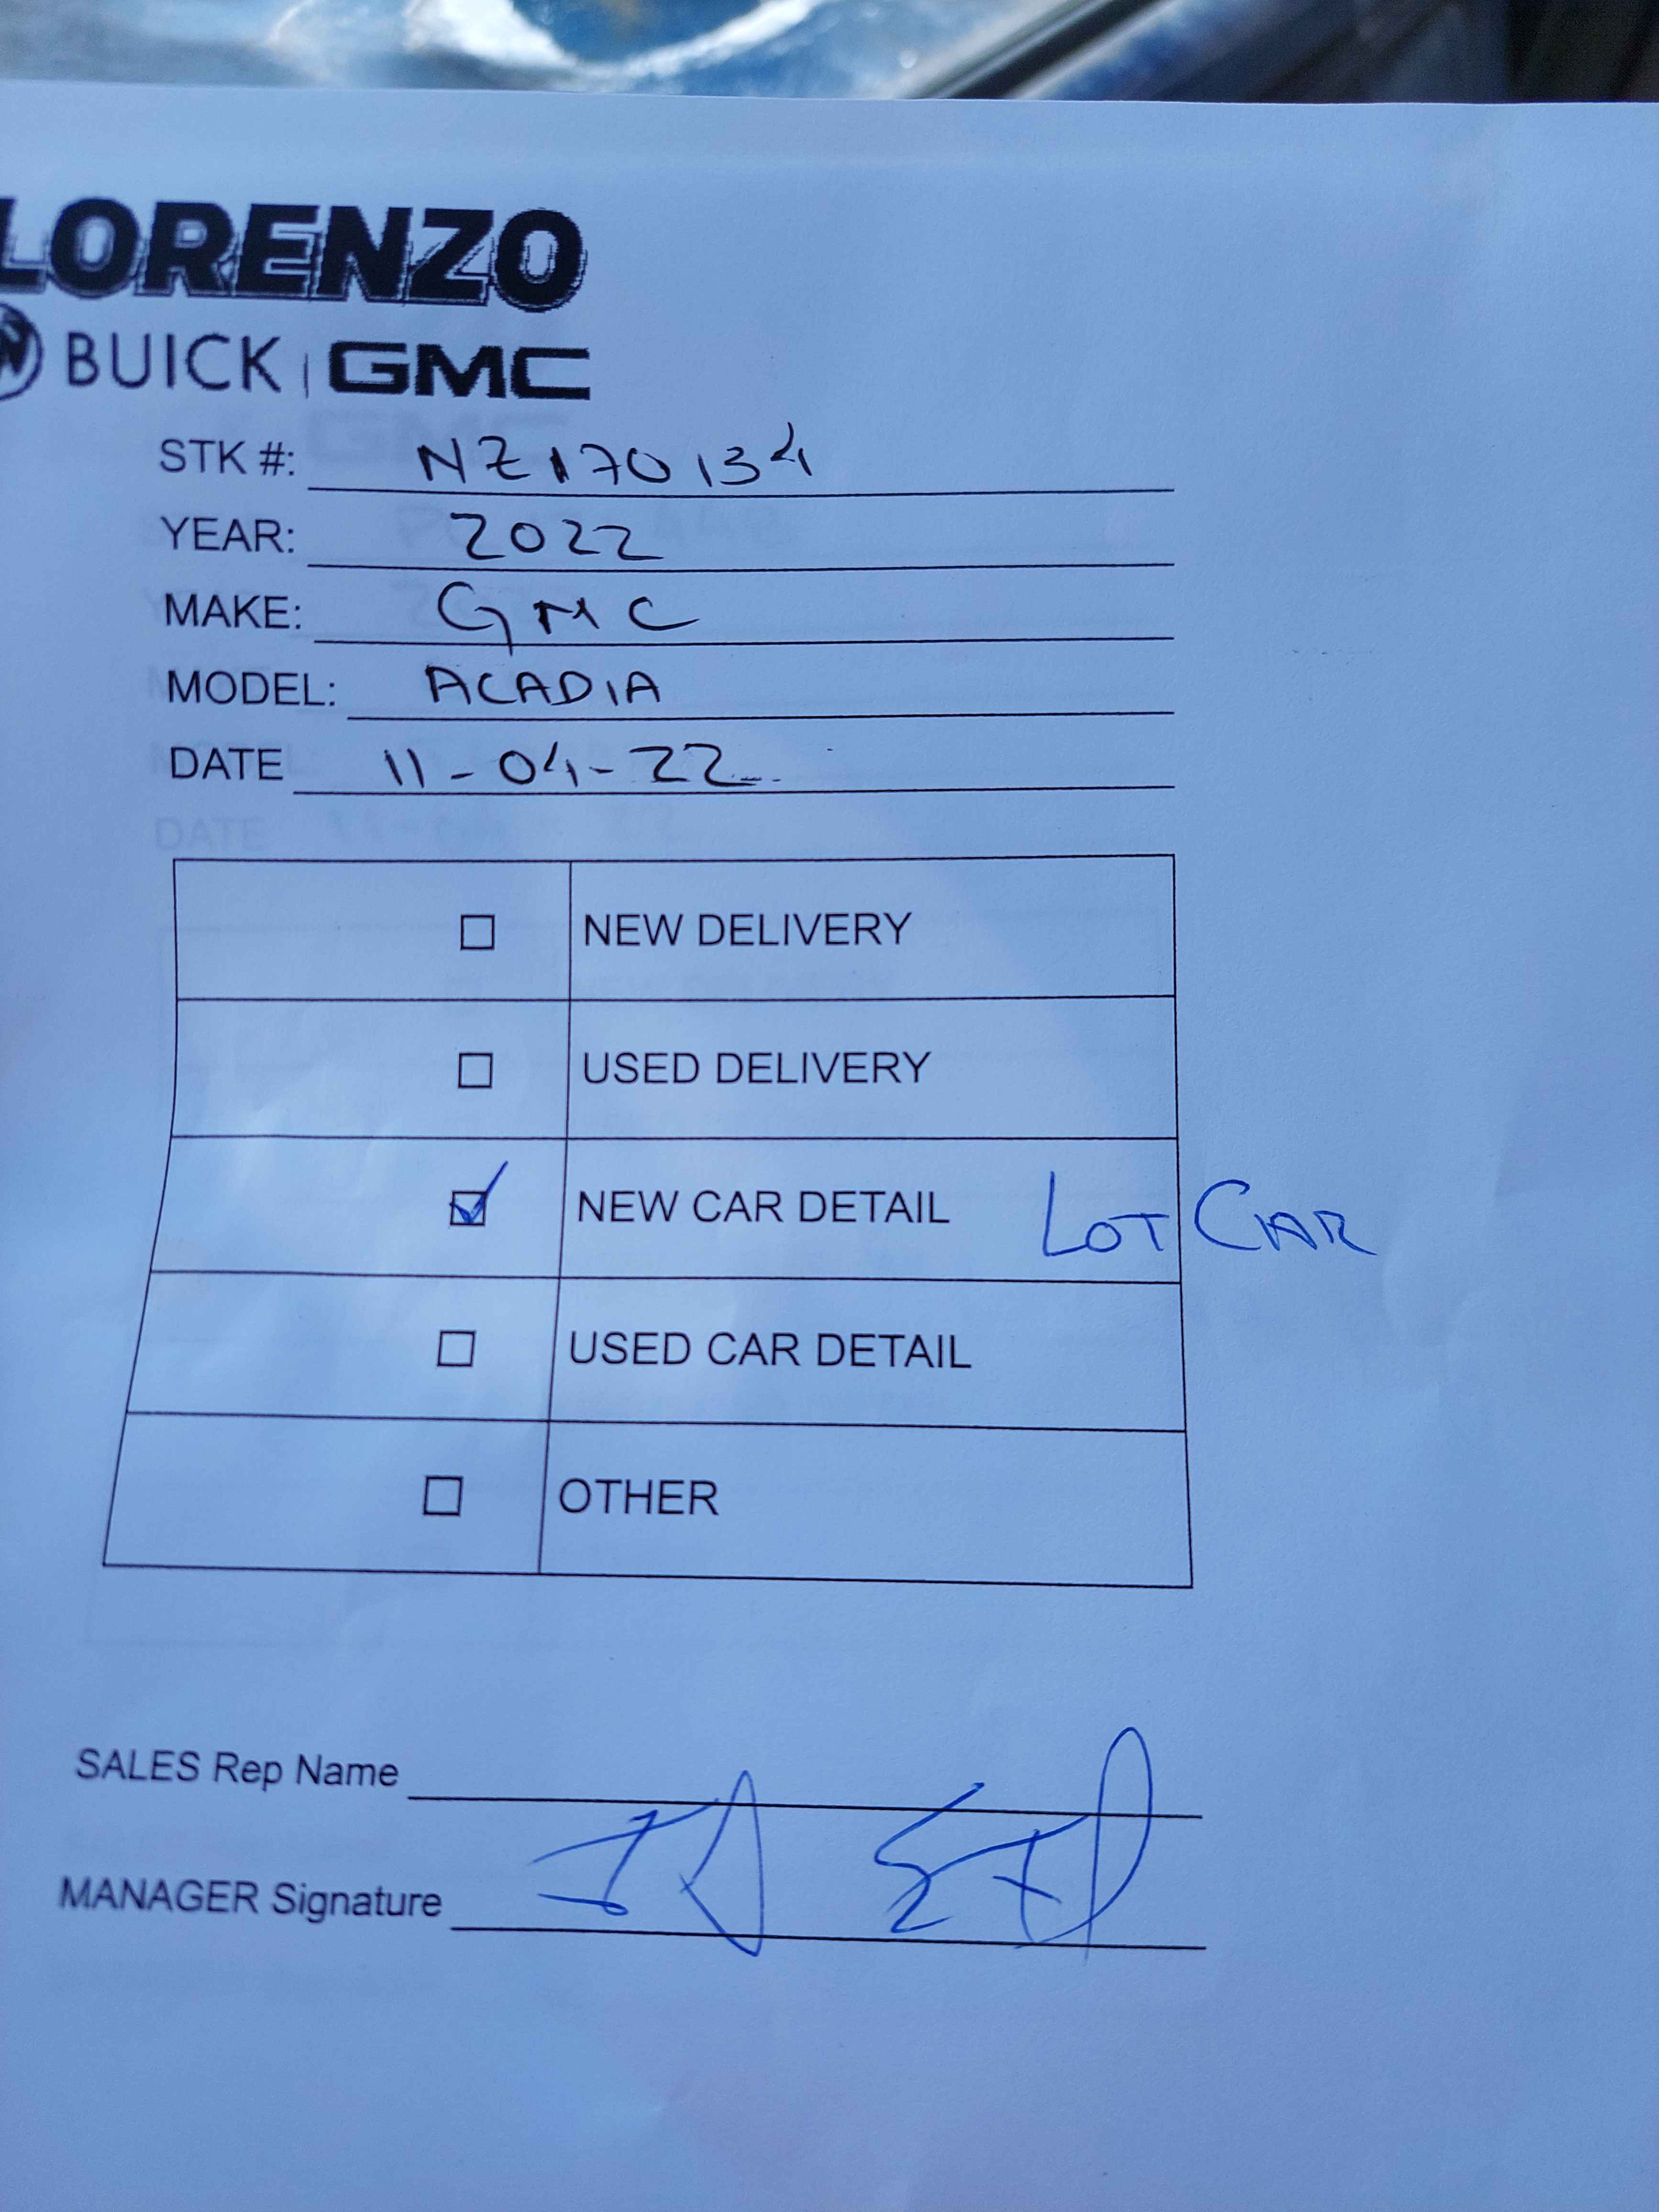 LORENZO
BUICK | GMC
STK #: NZ170134
YEAR: 2022
MAKE: GMC
MODEL: ACADIA
DATE 11-04-22
☐ NEW DELIVERY
☐ USED DELIVERY
☑ NEW CAR DETAIL LOT CAR
☐ USED CAR DETAIL
☐ OTHER
SALES Rep Name
MANAGER Signature